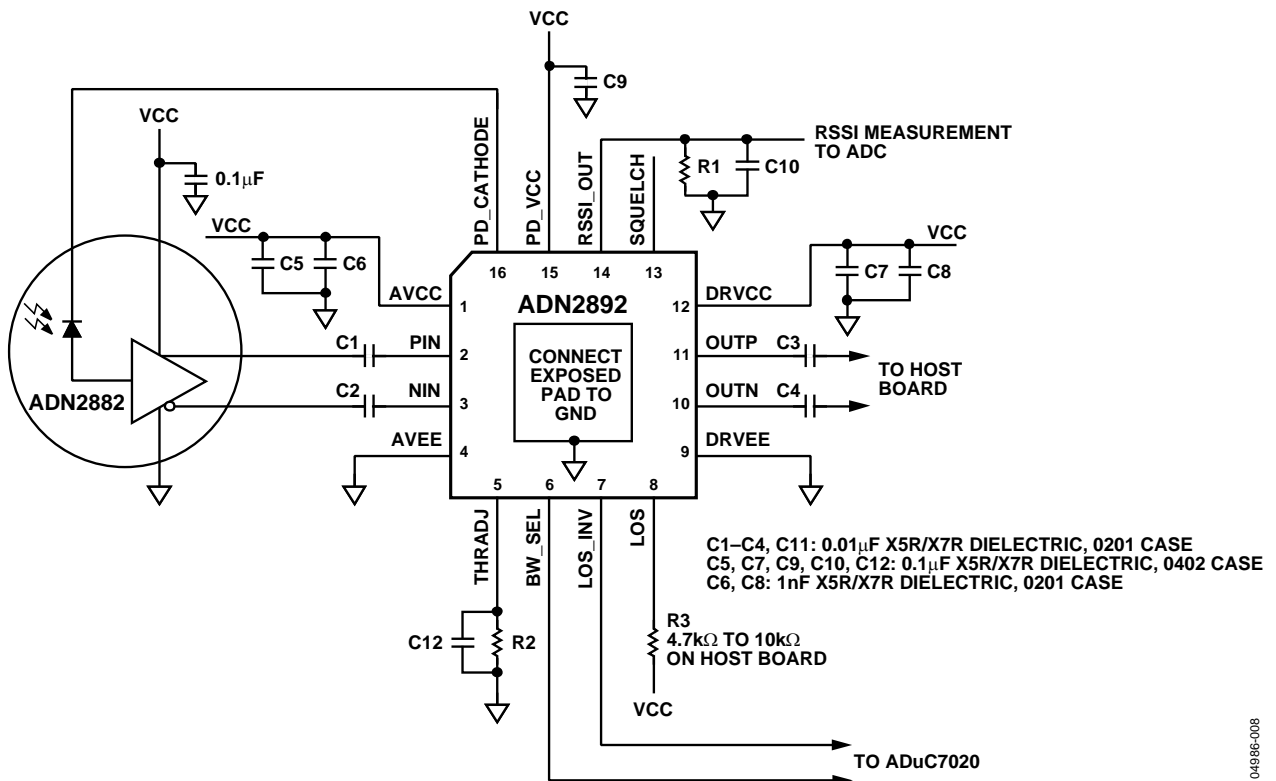 VCC
C9
VCC
0.1μF
PD_CATHODE
PD_VCC
RSSI_OUT
SQUELCH
R1
C10
RSSI MEASUREMENT
TO ADC
VCC
C5
C6
AVCC
16
15
14
13
1
ADN2892
12
DRVCC
VCC
C7
C8
C1
PIN
2
CONNECT
EXPOSED
PAD TO
GND
11
OUTP
C3
TO HOST
BOARD
ADN2882
C2
NIN
3
10
OUTN
C4
AVEE
4
9
DRVEE
5
6
7
8
THRADJ
BW_SEL
LOS_INV
LOS
C1–C4, C11: 0.01μF X5R/X7R DIELECTRIC, 0201 CASE
C5, C7, C9, C10, C12: 0.1μF X5R/X7R DIELECTRIC, 0402 CASE
C6, C8: 1nF X5R/X7R DIELECTRIC, 0201 CASE
C12
R2
R3
4.7kΩ TO 10kΩ
ON HOST BOARD
VCC
TO ADuC7020
04986-008